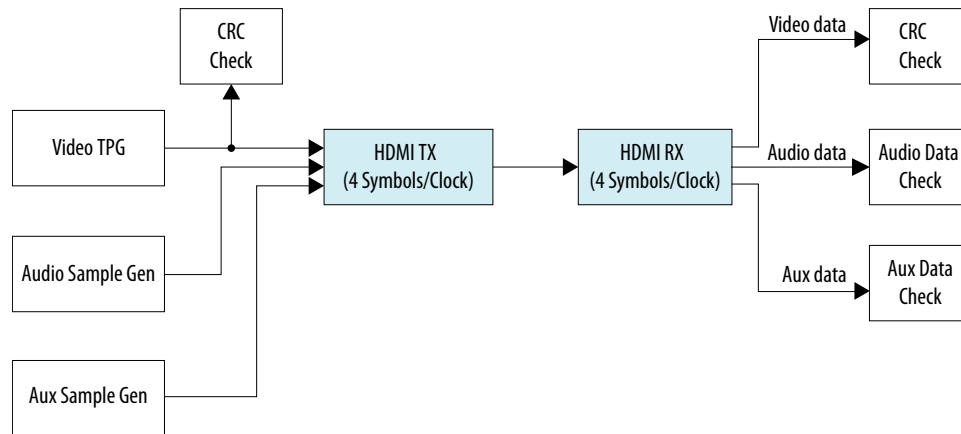 CRC
Check
Video TPG
Audio Sample Gen
Aux Sample Gen
HDMI TX
(4 Symbols/Clock)
HDMI RX
(4 Symbols/Clock)
Video data
CRC
Check
Audio data
Audio Data
Check
Aux data
Aux Data
Check